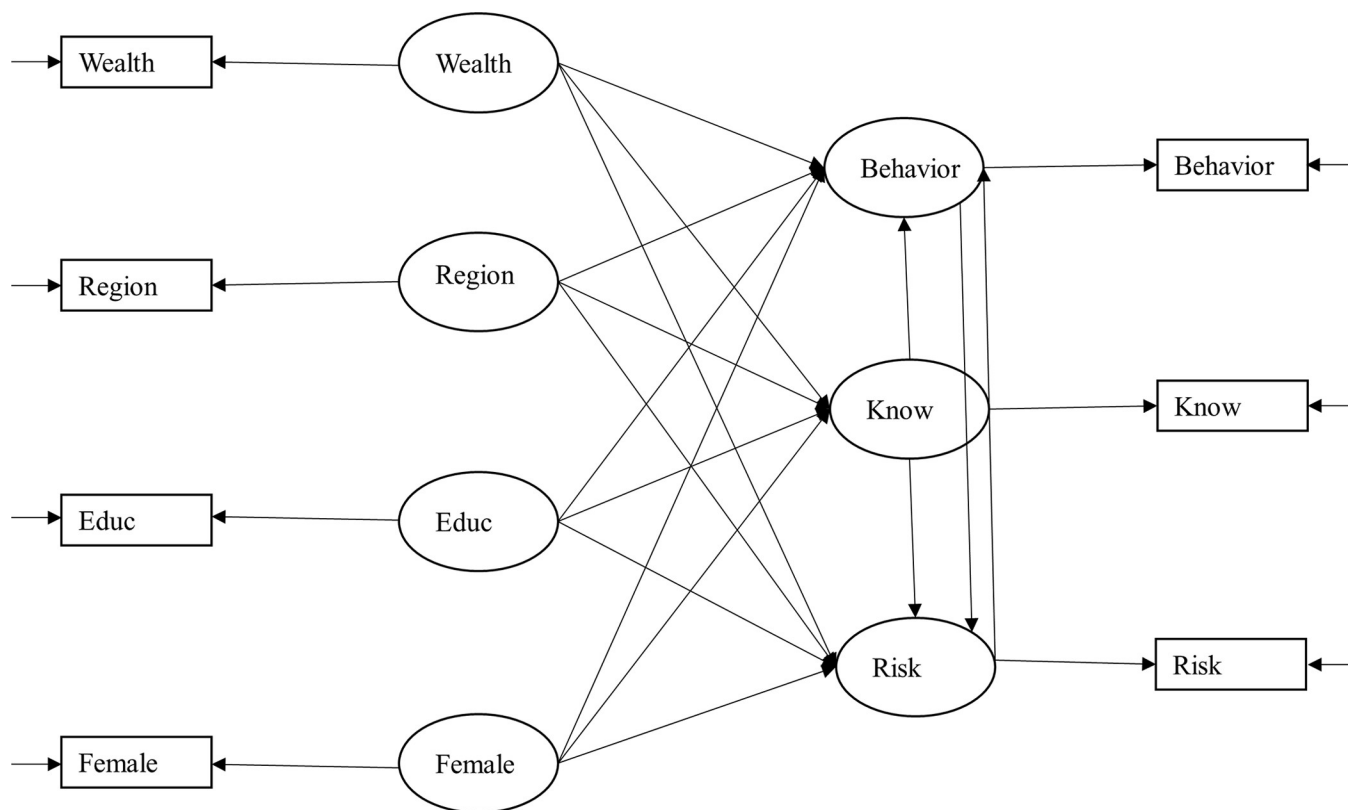 Wealth
Wealth
Behavior
Behavior
Region
Region
Know
Know
Educ
Educ
Risk
Risk
Female
Female